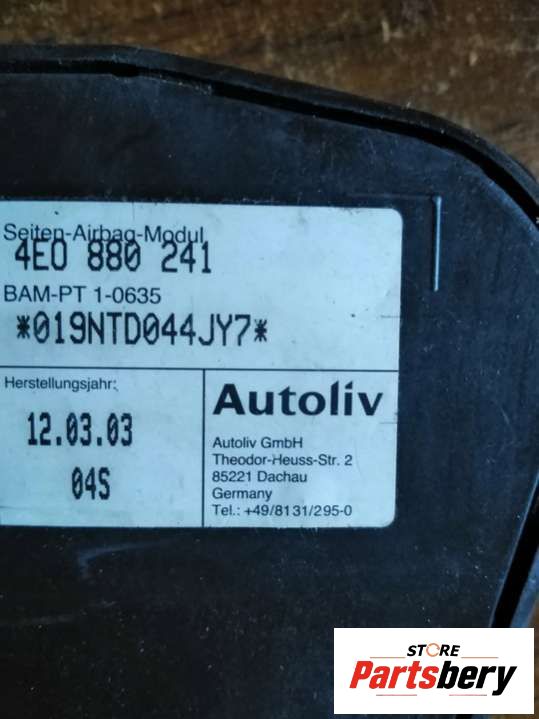 Seiten-Airbag-Modul
4E0 880 241
BAM-PT 1-0635
*019NTD044JY7*
Herstellungsjahr:
12.03.03
04S
Autoliv
Autoliv GmbH
Theodor-Heuss-Str. 2
85221 Dachau
Germany
Tel.: +49/8131/295-0
STORE
Partsbery